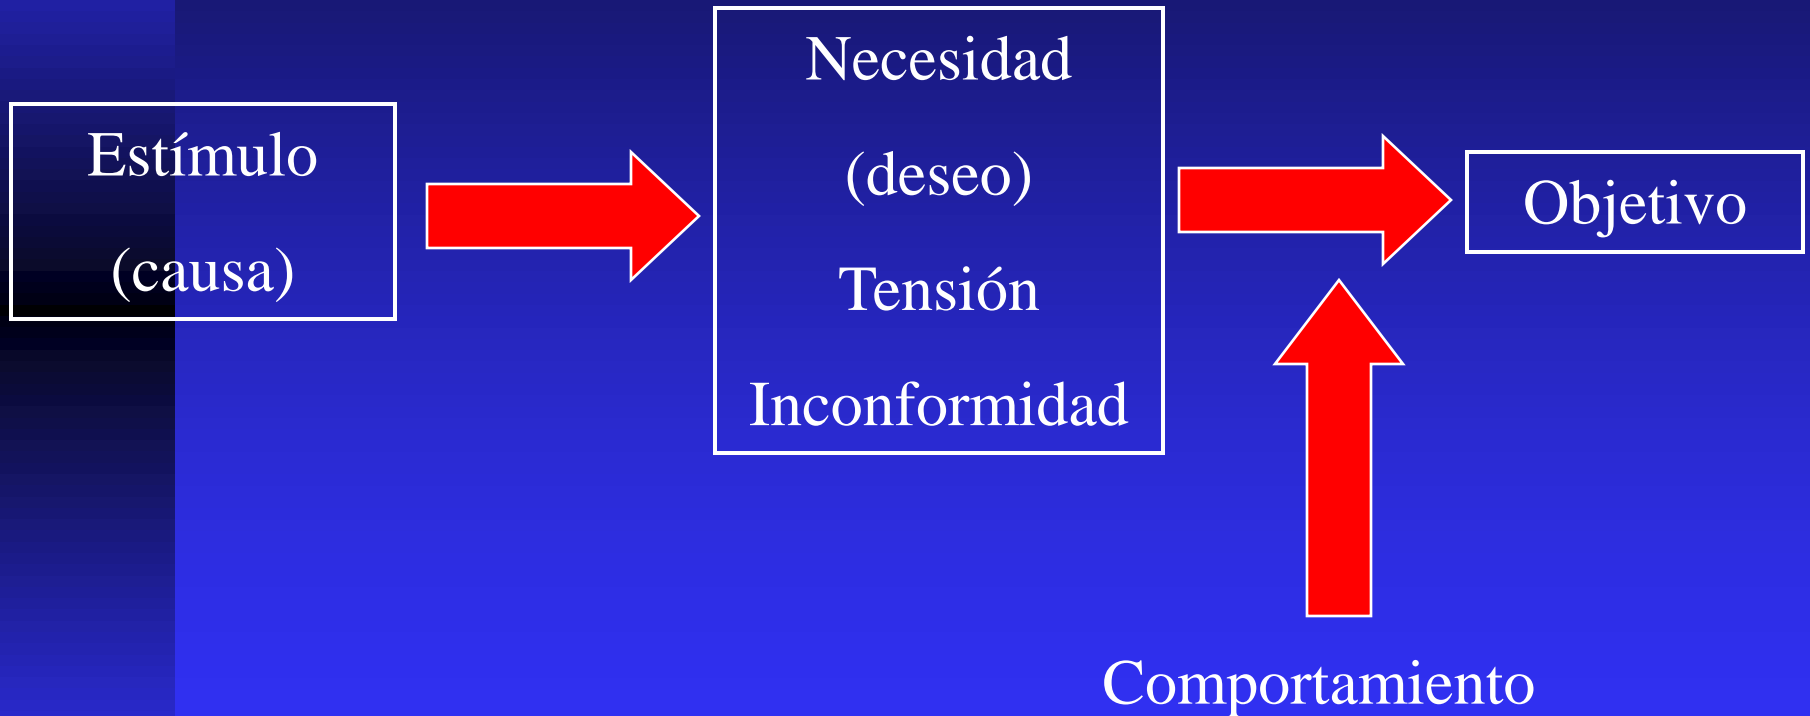 Estímulo
(causa)
Necesidad
(deseo)
Tensión
Inconformidad
Objetivo
Comportamiento